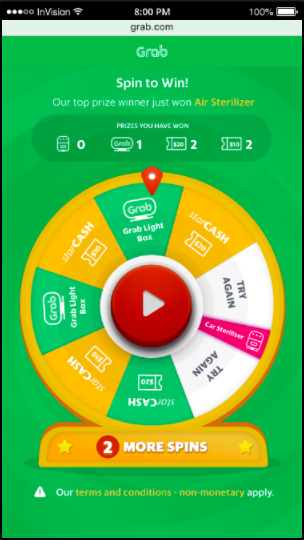 InVision 8:00 PM 100%
grab.com
Grab
Spin to Win!
Our top prize winner just won Air Sterilizer
PRIZES YOU HAVE WON
0 Grab 1 $20 2 $10 2
Grab
Grab Light
Box
starCASH
$20
TRY
AGAIN
Car Sterilizer
TRY
AGAIN
$20
starCASH
starCASH
$10
Grab
Grab Light
Box
starCASH
$10
2 MORE SPINS
Our terms and conditions - non-monetary apply.